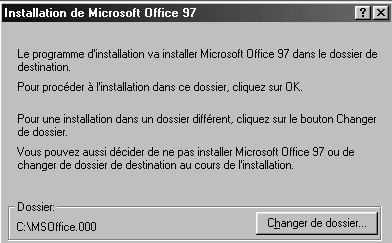 Installation de Microsoft Office 97
Le programme d'installation va installer Microsoft Office 97 dans le dossier de
destination.
Pour procéder à l'installation dans ce dossier, cliquez sur OK.
Pour une installation dans un dossier différent, cliquez sur le bouton Changer
de dossier.
Vous pouvez aussi décider de ne pas installer Microsoft Office 97 ou de
changer de dossier de destination au cours de l'installation.
Dossier:
C:\MSOffice.000
Changer de dossier...